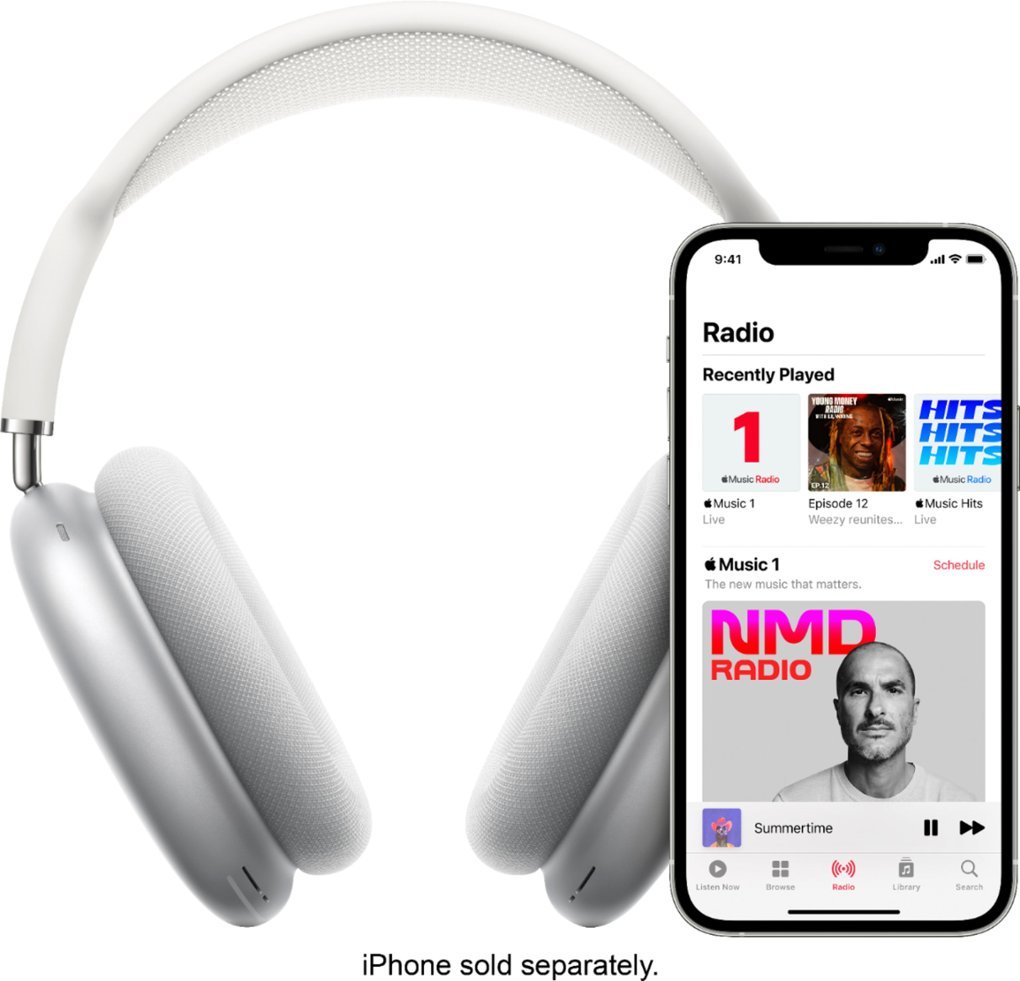 9:41
Radio
Recently Played
1
Music Radio
YOUNG MONEY
RADIO
WITH LIL WAYNE
Music
EP.12
HITS
HITS
HITS
Music Radio
Music 1
Live
Episode 12
Weezy reunites...
Music Hits
Live
Music 1
Schedule
The new music that matters.
NMD
RADIO
Summertime
Listen Now
Browse
Radio
Library
Search
iPhone sold separately.